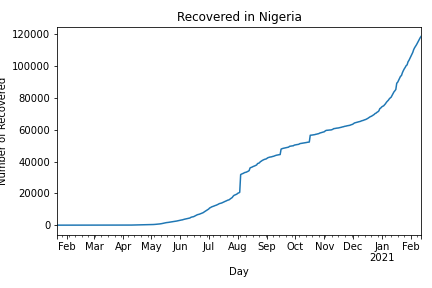 Recovered in Nigeria
120000
100000
80000
60000
40000
20000
0
Number of Recovered
Feb Mar Apr May Jun Jul Aug Sep Oct Nov Dec Jan Feb
2021
Day